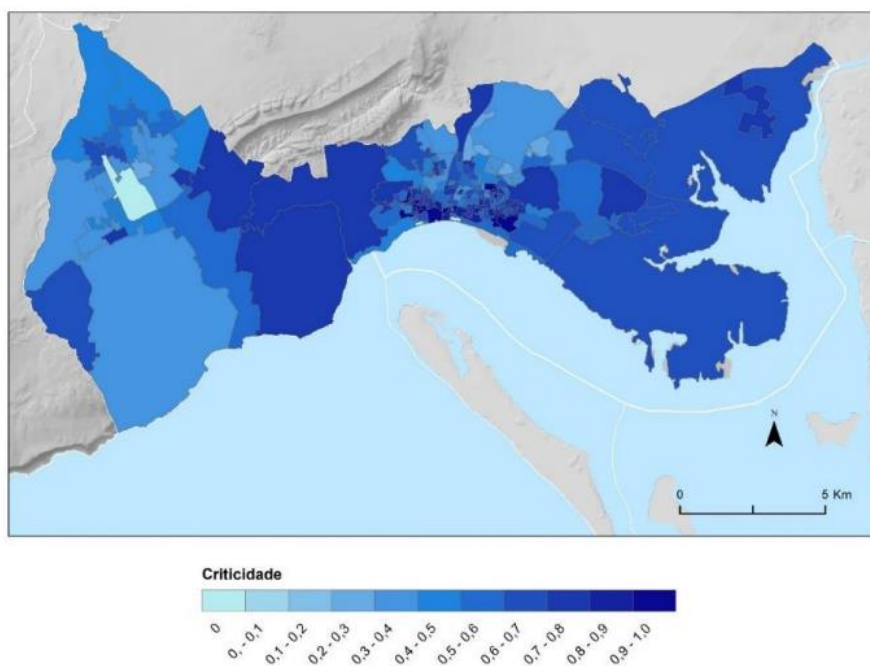 N
0 5 Km
Criticidade
0
0, - 0,1
0,1 - 0,2
0,2 - 0,3
0,3 - 0,4
0,4 - 0,5
0,5 - 0,6
0,6 - 0,7
0,7 - 0,8
0,8 - 0,9
0,9 - 1,0